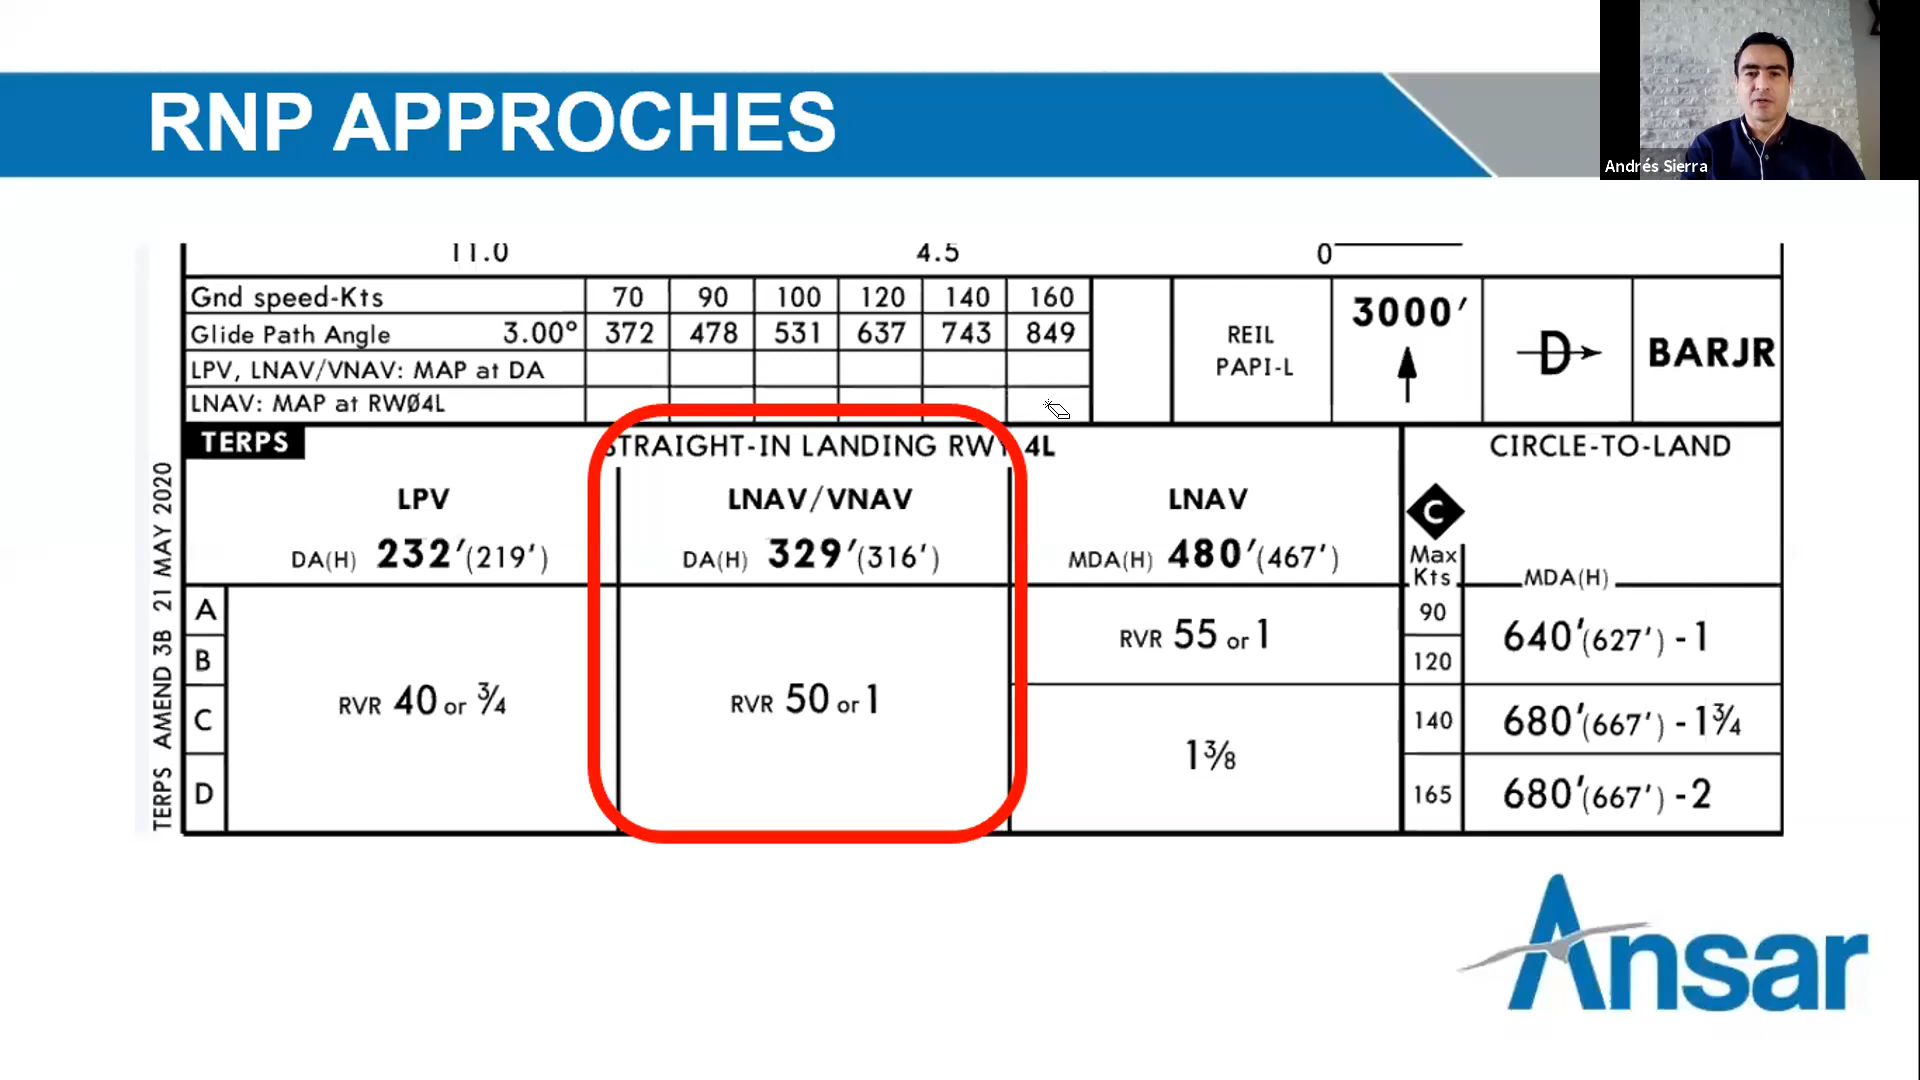 RNP APPROCHES
Andrés Sierra
11.0 4.5 0
Gnd speed-Kts 70 90 100 120 140 160
Glide Path Angle 3.00° 372 478 531 637 743 849
LPV, LNAV/VNAV: MAP at DA
LNAV: MAP at RWØ4L
REIL
PAPI-L
3000'
D
BARJR
TERPS
STRAIGHT-IN LANDING RWY 4L
CIRCLE-TO-LAND
LPV
LNAV/VNAV
LNAV
DA(H) 232'(219')
DA(H) 329'(316')
MDA(H) 480'(467')
C
Max
Kts
MDA(H)
A
B
C
D
RVR 40 or ¾
RVR 50 or 1
RVR 55 or 1
1⅜
90
120
140
165
640'(627') - 1
680'(667') - 1¾
680'(667') - 2
TERPS AMEND 3B 21 MAY 2020
Ansar